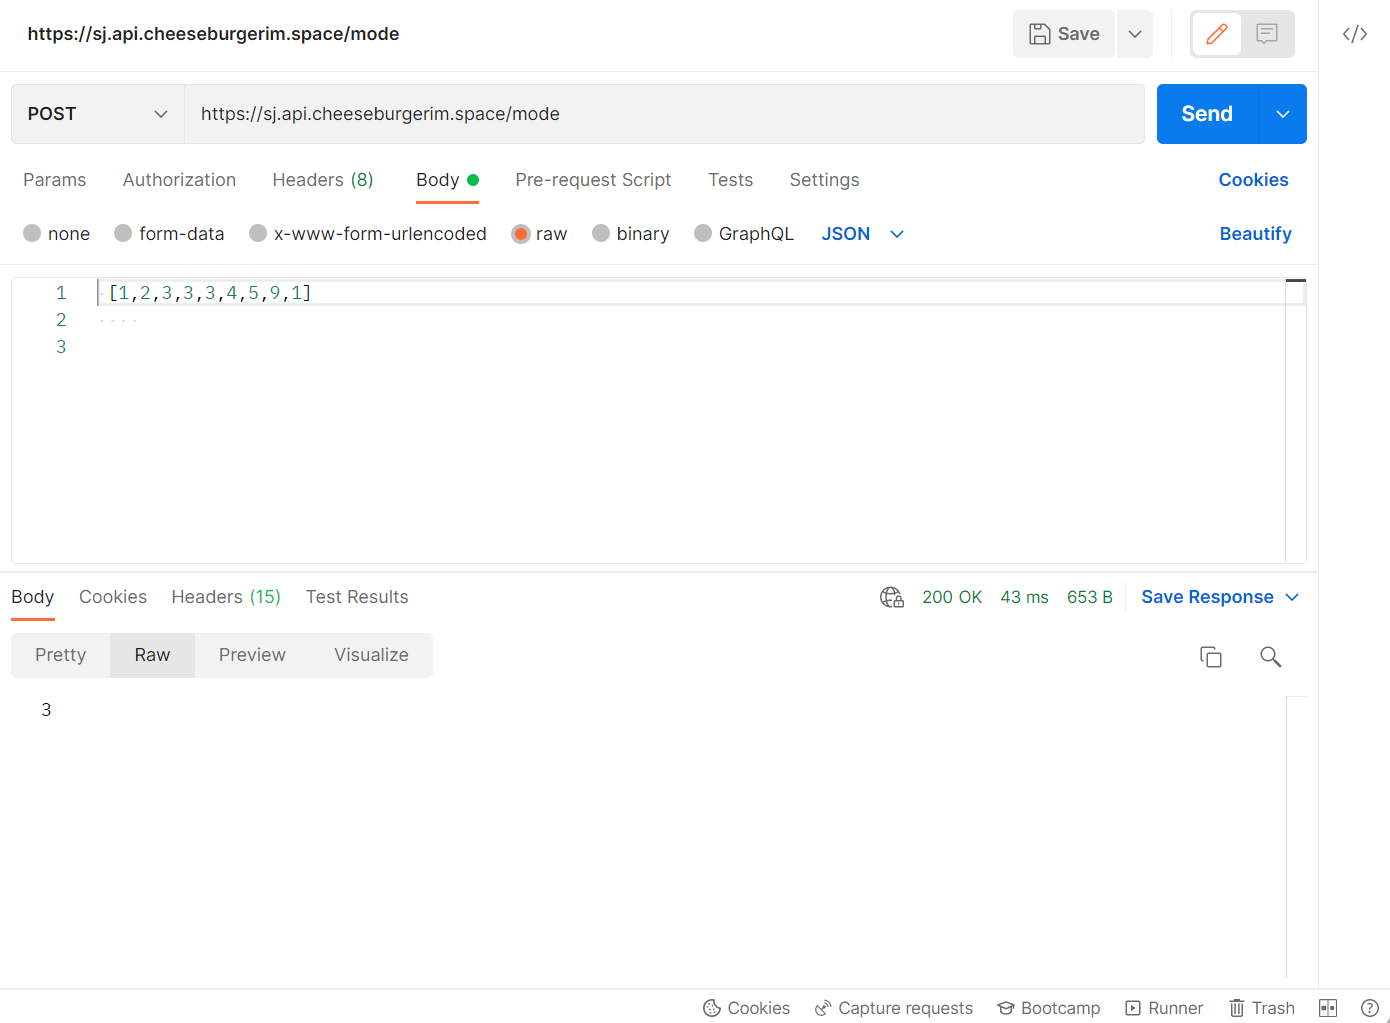 https://sj.api.cheeseburgerim.space/mode
Save
POST
https://sj.api.cheeseburgerim.space/mode
Send
Params Authorization Headers (8) Body Pre-request Script Tests Settings Cookies
none form-data x-www-form-urlencoded raw binary GraphQL JSON Beautify
1 [1,2,3,3,3,4,5,9,1]
2
3
Body Cookies Headers (15) Test Results 200 OK 43 ms 653 B Save Response
Pretty Raw Preview Visualize
3
Cookies Capture requests Bootcamp Runner Trash